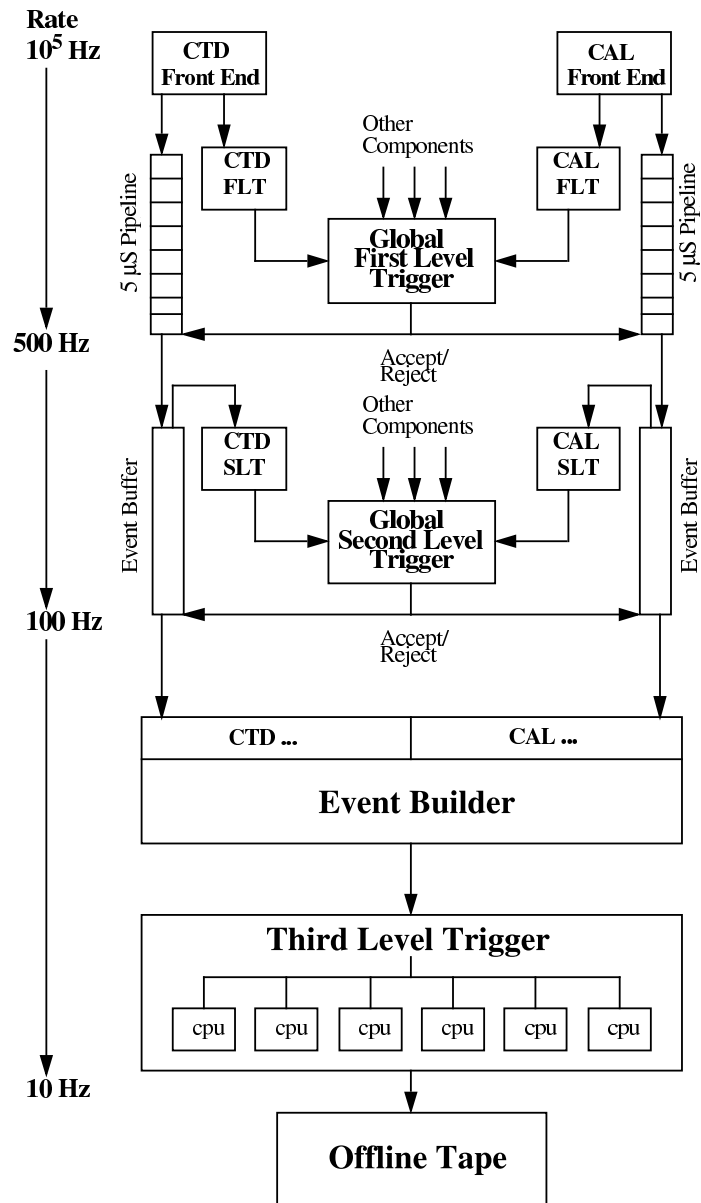 Rate
10⁵ Hz
CTD
Front End
CAL
Front End
Other
Components
CTD
FLT
CAL
FLT
5 µS Pipeline
5 µS Pipeline
Global
First Level
Trigger
500 Hz
Accept/
Reject
Other
Components
CTD
SLT
CAL
SLT
Event Buffer
Event Buffer
Global
Second Level
Trigger
100 Hz
Accept/
Reject
CTD ...
CAL ...
Event Builder
Third Level Trigger
cpu
cpu
cpu
cpu
cpu
cpu
10 Hz
Offline Tape